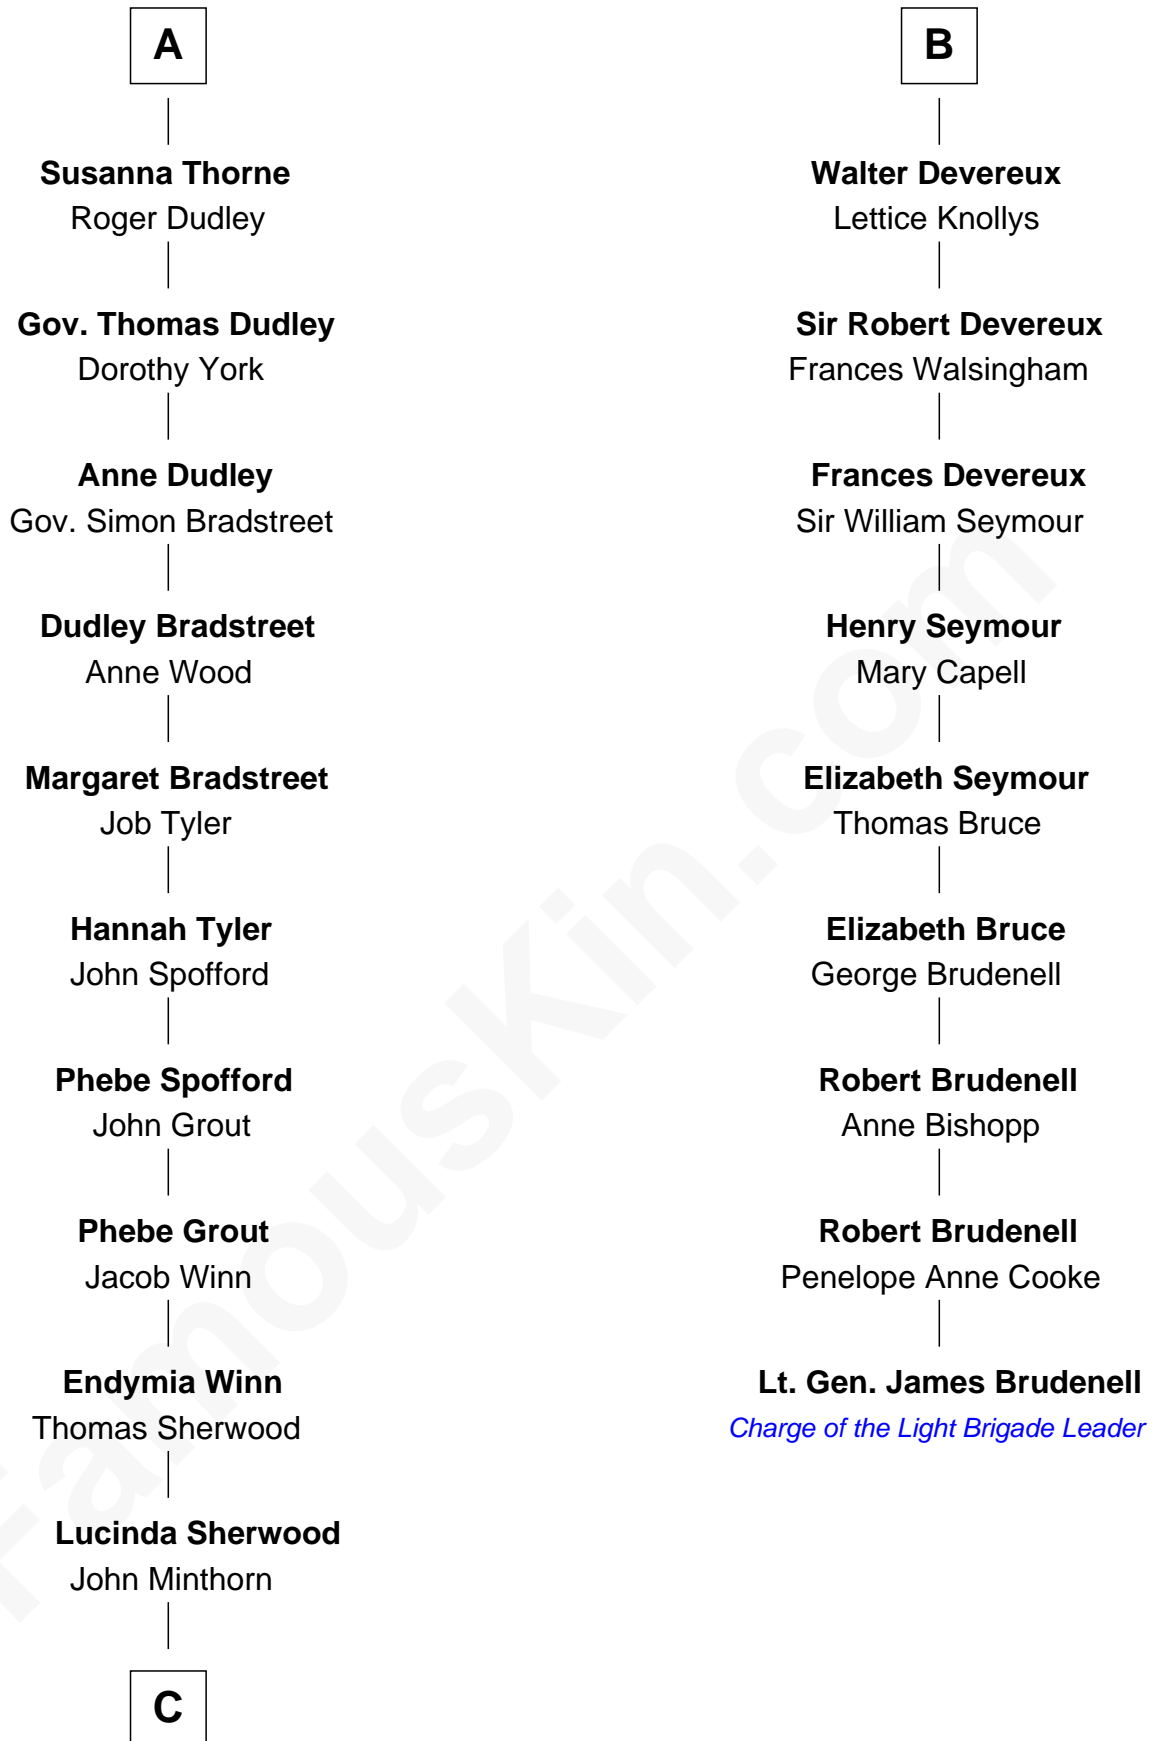 A
Susanna Thorne
Roger Dudley
Gov. Thomas Dudley
Dorothy York
Anne Dudley
Gov. Simon Bradstreet
Dudley Bradstreet
Anne Wood
Margaret Bradstreet
Job Tyler
Hannah Tyler
John Spofford
Phebe Spofford
John Grout
Phebe Grout
Jacob Winn
Endymia Winn
Thomas Sherwood
Lucinda Sherwood
John Minthorn
C
B
Walter Devereux
Lettice Knollys
Sir Robert Devereux
Frances Walsingham
Frances Devereux
Sir William Seymour
Henry Seymour
Mary Capell
Elizabeth Seymour
Thomas Bruce
Elizabeth Bruce
George Brudenell
Robert Brudenell
Anne Bishopp
Robert Brudenell
Penelope Anne Cooke
Lt. Gen. James Brudenell
Charge of the Light Brigade Leader
FamousKin.com